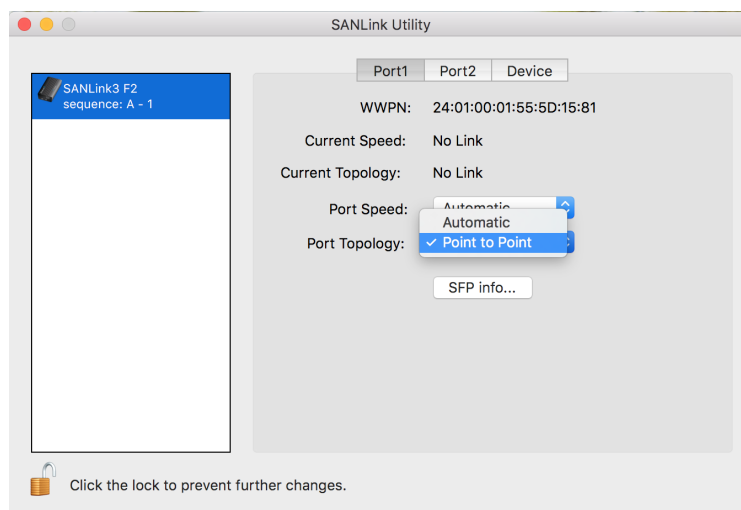 SANLink Utility
SANLink3 F2
sequence: A - 1
Port1 Port2 Device
WWPN: 24:01:00:01:55:5D:15:81
Current Speed: No Link
Current Topology: No Link
Port Speed: Automatic
Automatic
Port Topology: ✓ Point to Point
SFP info...
Click the lock to prevent further changes.